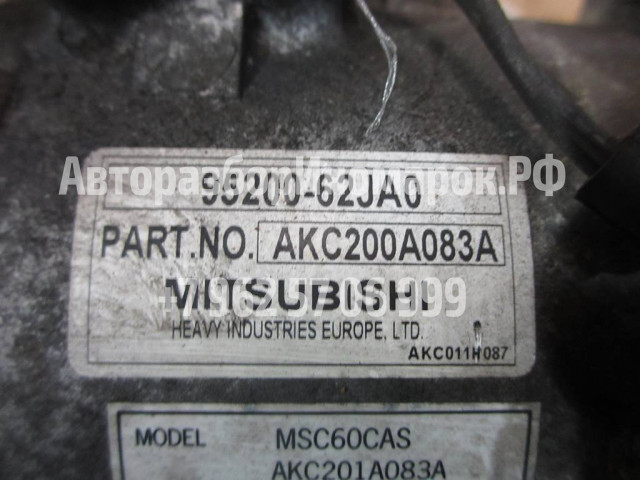 95200-62JA0
PART.NO. AKC200A083A
MITSUBISHI
HEAVY INDUSTRIES EUROPE, LTD.
AKC011H087
MODEL MSC60CAS
AKC201A083A